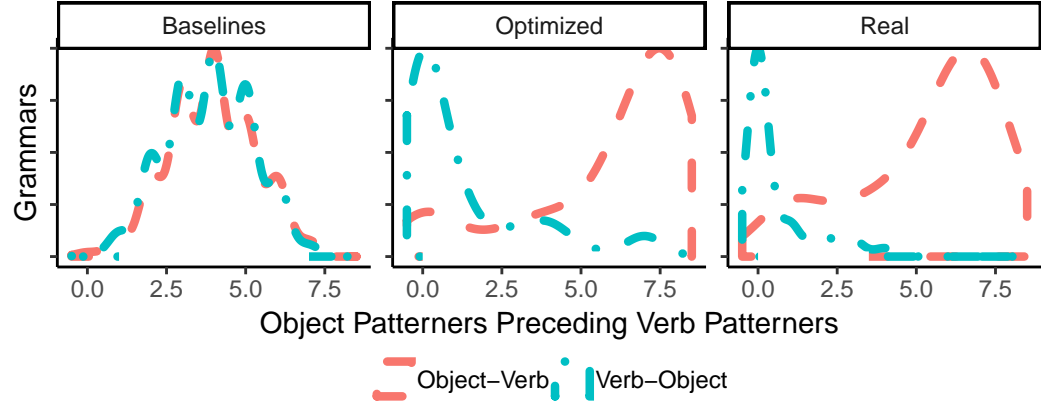 Baselines
Optimized
Real
Grammars
0.0 2.5 5.0 7.5
0.0 2.5 5.0 7.5
0.0 2.5 5.0 7.5
Object Patterners Preceding Verb Patterners
Object−Verb
Verb−Object